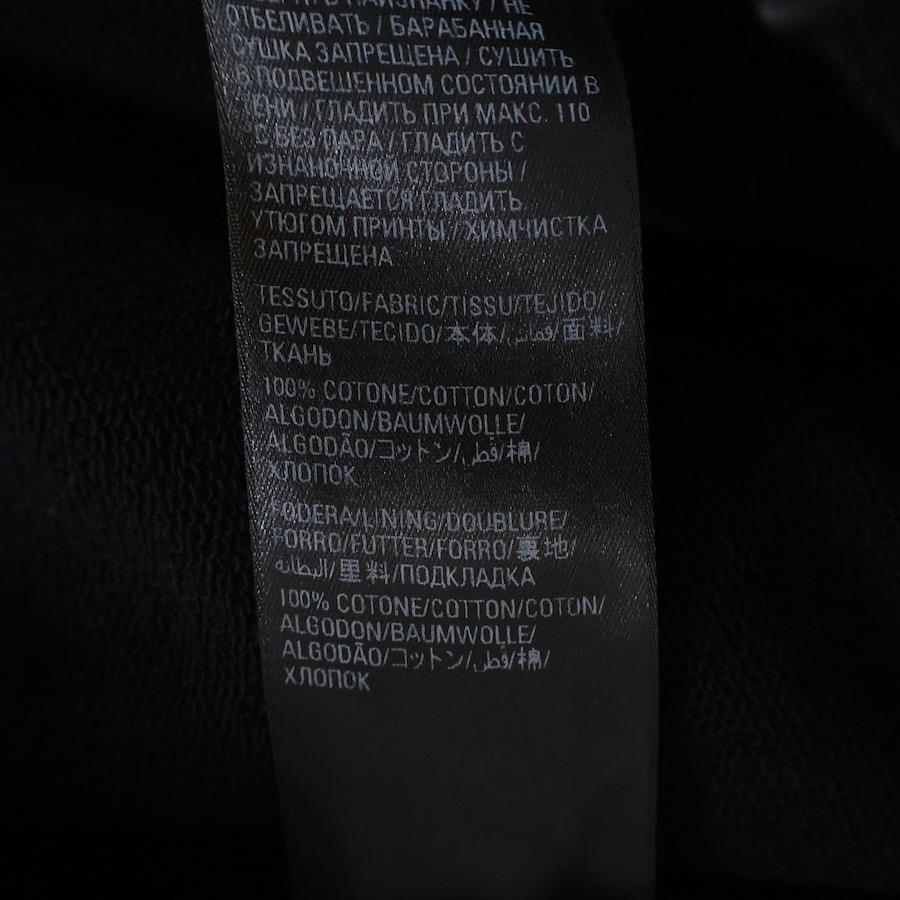 НАИЗНАНКУ / НЕ
ОТБЕЛИВАТЬ / БАРАБАННАЯ
СУШКА ЗАПРЕЩЕНА / СУШИТЬ
В ПОДВЕШЕННОМ СОСТОЯНИИ В
ТЕНИ / ГЛАДИТЬ ПРИ МАКС. 110
°C БЕЗ ПАРА / ГЛАДИТЬ С
ИЗНАНОЧНОЙ СТОРОНЫ /
ЗАПРЕЩАЕТСЯ ГЛАДИТЬ
УТЮГОМ ПРИНТЫ / ХИМЧИСТКА
ЗАПРЕЩЕНА
TESSUTO/FABRIC/TISSU/TEJIDO/
GEWEBE/TECIDO/本体/قماش/面料/
ТКАНЬ
100% COTONE/COTTON/COTON/
ALGODON/BAUMWOLLE/
ALGODÃO/コットン/قطن/棉/
ХЛОПОК
FODERA/LINING/DOUBLURE/
FORRO/FUTTER/FORRO/裏地/
البطانة/里料/ПОДКЛАДКА
100% COTONE/COTTON/COTON/
ALGODON/BAUMWOLLE/
ALGODÃO/コットン/قطن/棉/
ХЛОПОК